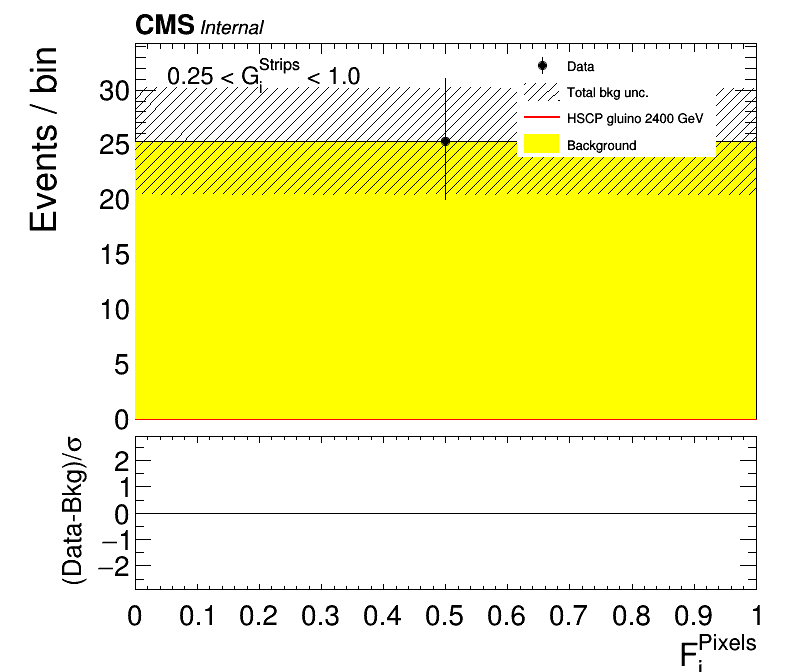 CMS Internal
0.25 < G_i^Strips < 1.0
Data
Total bkg unc.
HSCP gluino 2400 GeV
Background
Events / bin
30
25
20
15
10
5
0
(Data-Bkg)/σ
2
1
0
−1
−2
0 0.1 0.2 0.3 0.4 0.5 0.6 0.7 0.8 0.9 1
F_i^Pixels